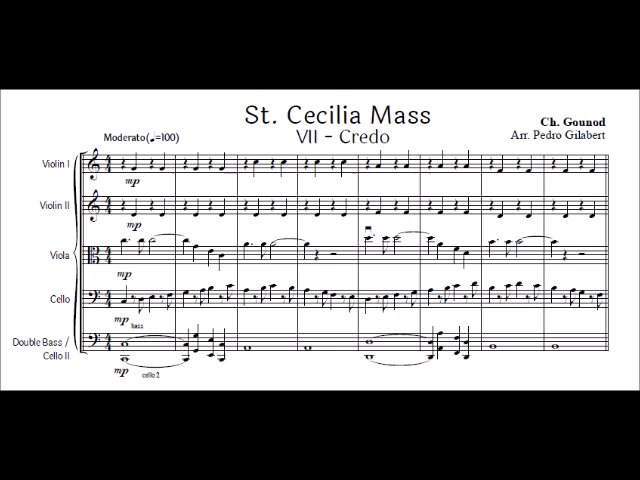 St. Cecilia Mass
VII - Credo
Ch. Gounod
Arr. Pedro Gilabert
Moderato(♩=100)
Violin I
mp
Violin II
mp
Viola
mp
Cello
mp
bass
Double Bass /
Cello II
mp
cello 2